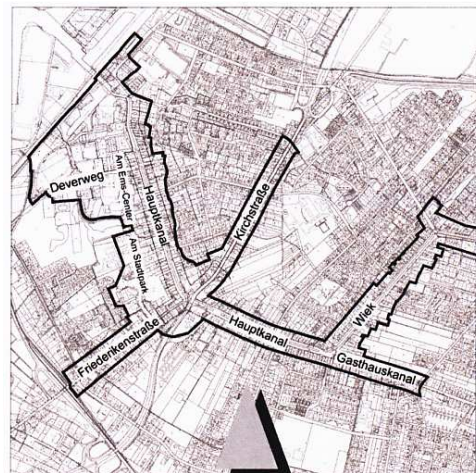 Deverweg
Am Ems-Center
Hauptkanal
Kirchstraße
Am Stadtpark
Friederikenstraße
Hauptkanal
Wiek
Gasthauskanal